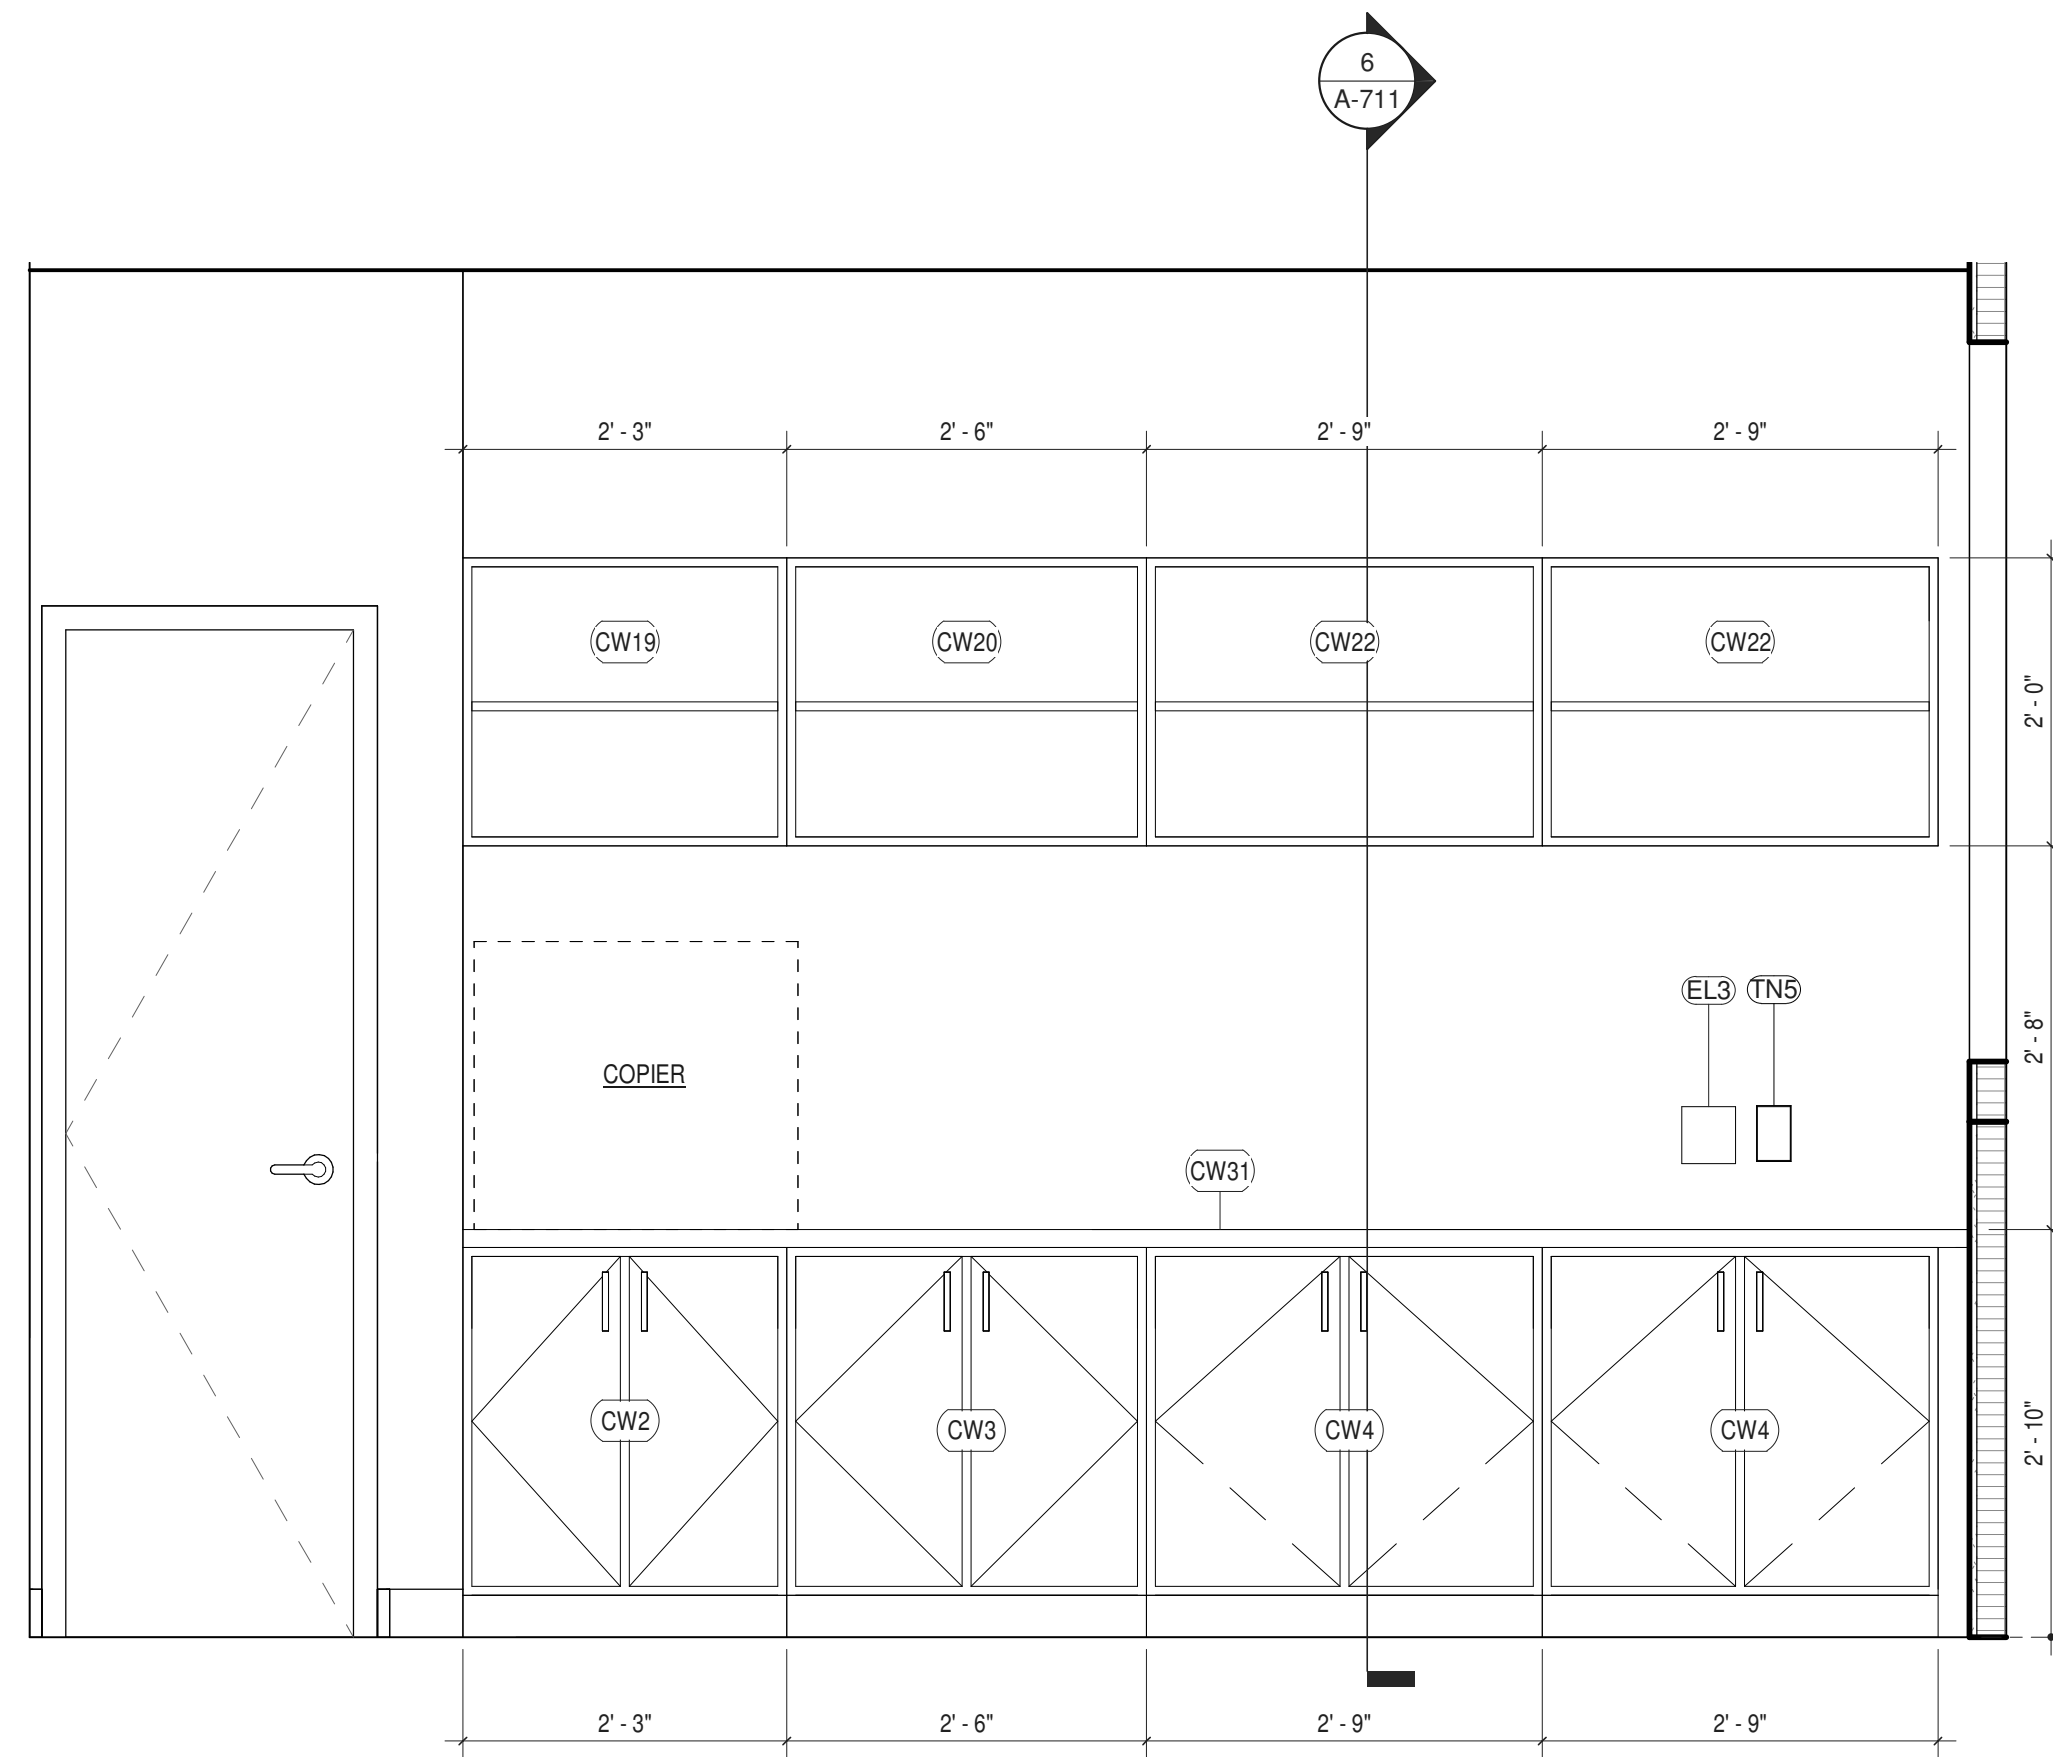 6
A-711
2' - 3" 2' - 6" 2' - 9" 2' - 9"
CW19 CW20 CW22 CW22
2' - 0"
EL3 TN5
2' - 8"
COPIER
CW31
CW2 CW3 CW4 CW4
2' - 10"
2' - 3" 2' - 6" 2' - 9" 2' - 9"